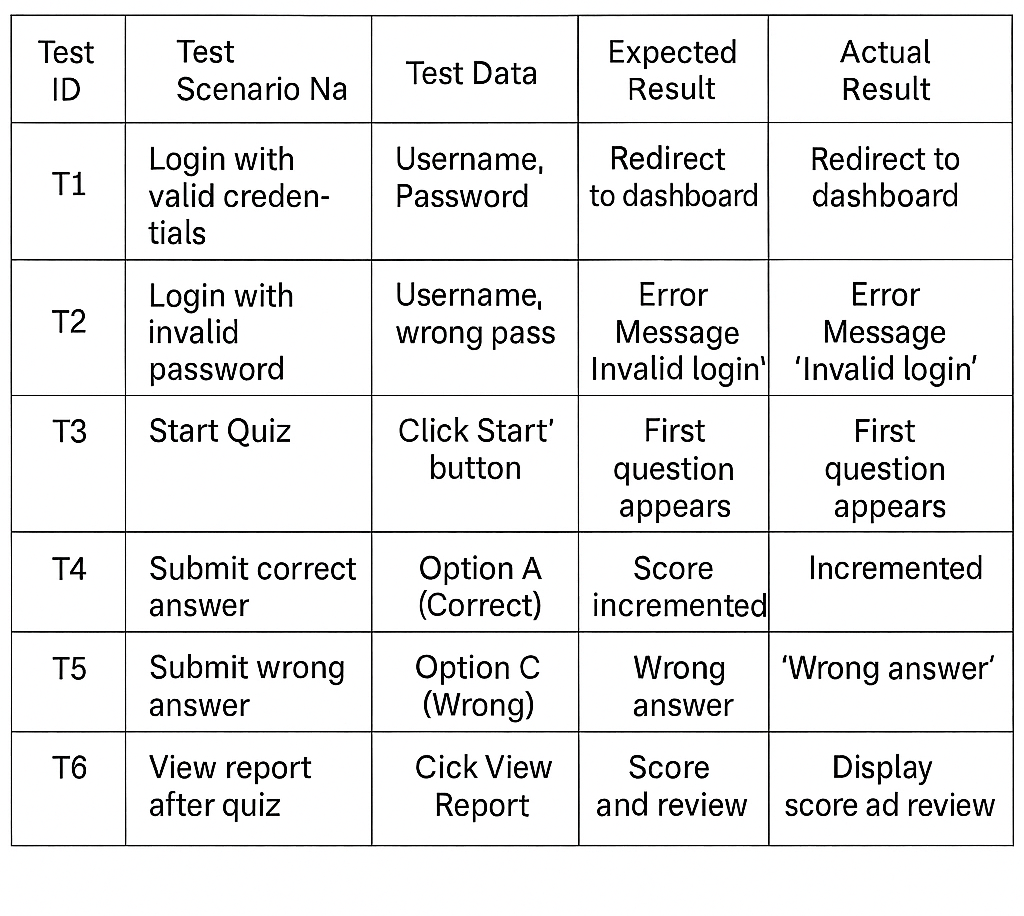 Test
ID
Test
Scenario Na
Test Data
Expected
Result
Actual
Result
T1
Login with
valid creden-
tials
Username,
Password
Redirect
to dashboard
Redirect to
dashboard
T2
Login with
invalid
password
Username,
wrong pass
Error
Message
Invalid login'
Error
Message
'Invalid login'
T3
Start Quiz
Click Start'
button
First
question
appears
First
question
appears
T4
Submit correct
answer
Option A
(Correct)
Score
incremented
Incremented
T5
Submit wrong
answer
Option C
(Wrong)
Wrong
answer
'Wrong answer'
T6
View report
after quiz
Cick View
Report
Score
and review
Display
score ad review